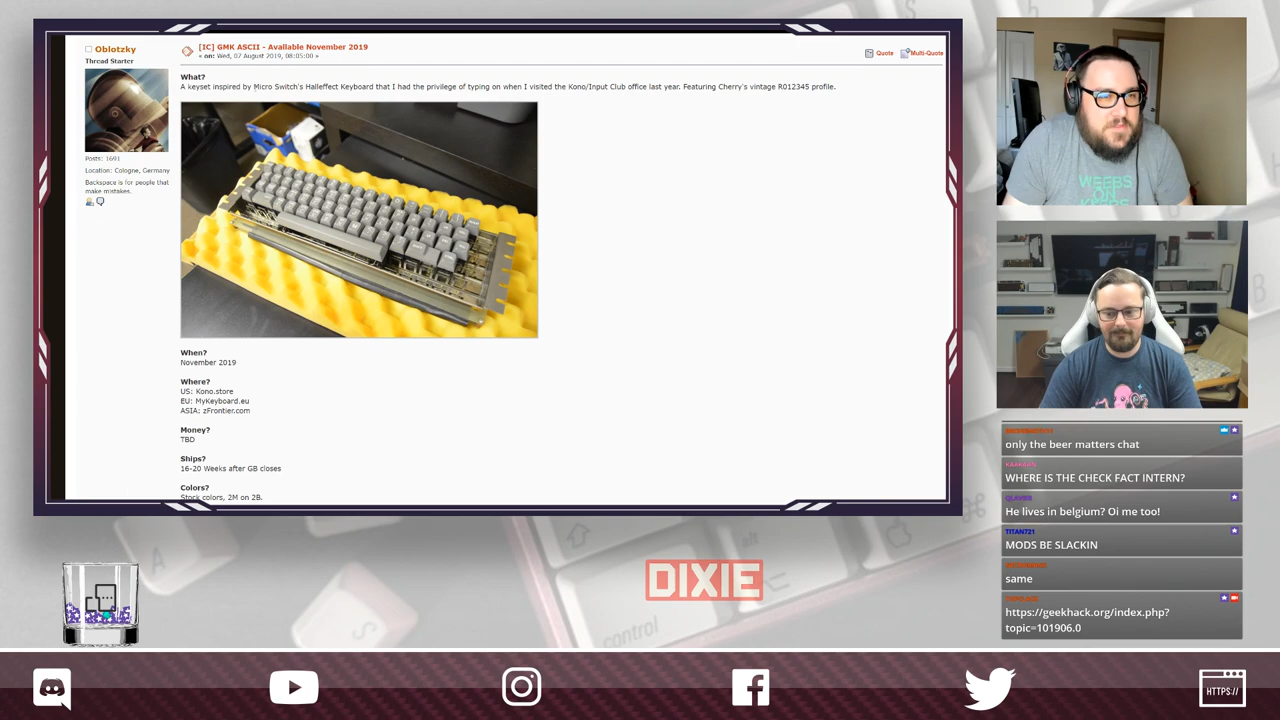 Oblotzky
Thread Starter
Posts: 1691
Location: Cologne, Germany
Backspace is for people that
make mistakes.
[IC] GMK ASCII - Available November 2019
« on: Wed, 07 August 2019, 08:05:00 »
Quote
Multi-Quote
What?
A keyset inspired by Micro Switch's Halleffect Keyboard that I had the privilege of typing on when I visited the Kono/Input Club office last year. Featuring Cherry's vintage R012345 profile.
When?
November 2019
Where?
US: Kono.store
EU: MyKeyboard.eu
ASIA: zFrontier.com
Money?
TBD
Ships?
16-20 Weeks after GB closes
Colors?
Stock colors, 2M on 2B.
WEEBS
ON
KEEBS
only the beer matters chat
WHERE IS THE CHECK FACT INTERN?
He lives in belgium? Oi me too!
TITAN721
MODS BE SLACKIN
same
https://geekhack.org/index.php?
topic=101906.0
DIXIE
control
HTTPS://